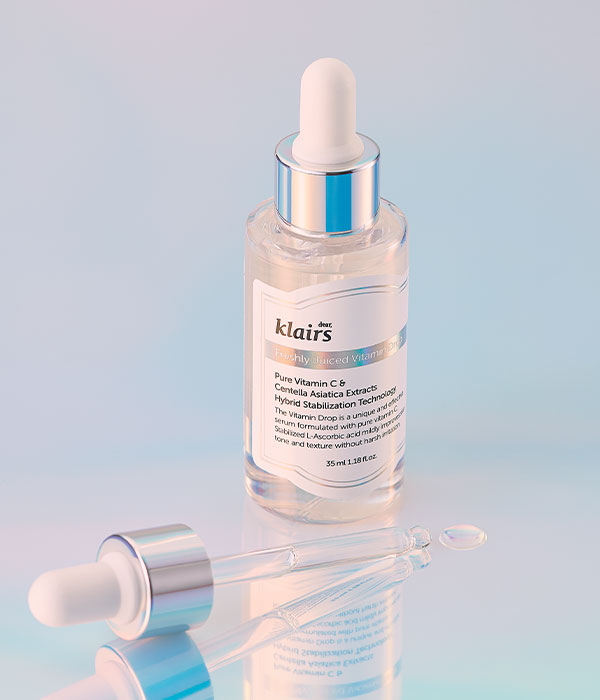 dear,
klairs
Freshly Juiced Vitamin
Pure Vitamin C &
Centella Asiatica Extracts
Hybrid Stabilization Technology
The Vitamin Drop is a unique and
serum formulated with pure vitamin C.
Stabilized L-Ascorbic acid mildly
tone and texture without harsh irritation.
35 ml 1.18 fl.oz.